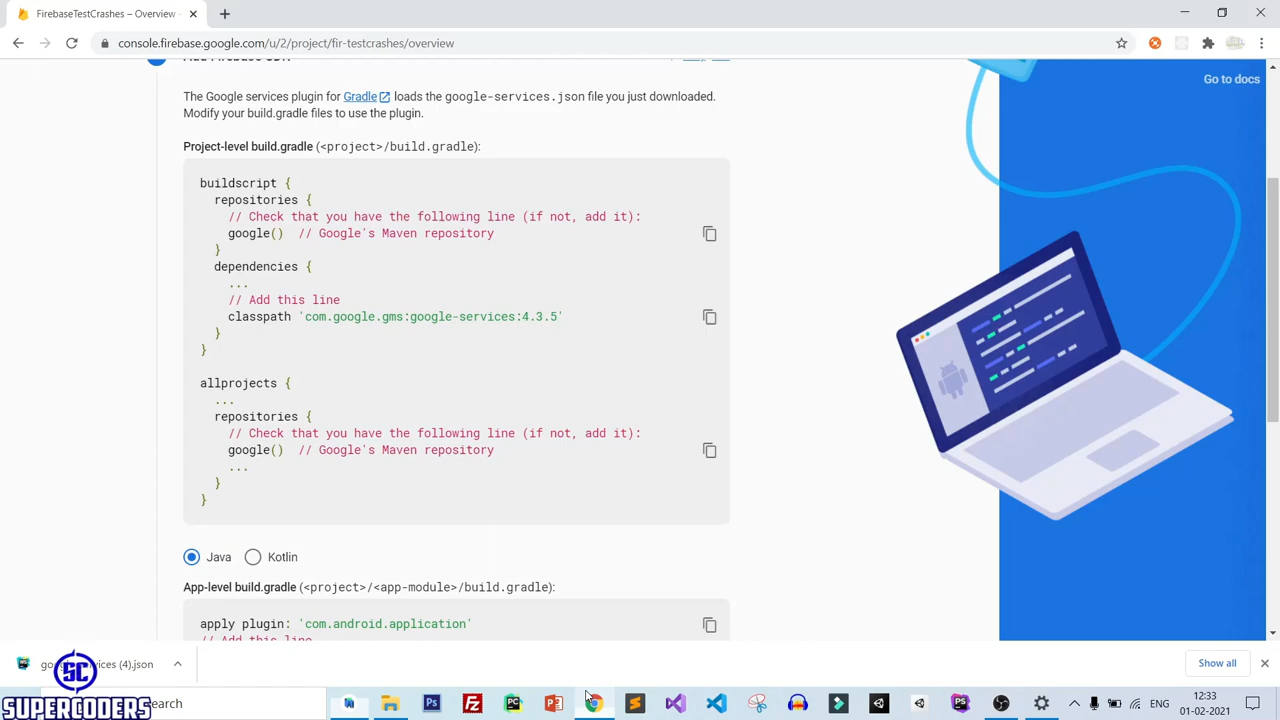 FirebaseTestCrashes – Overview -
console.firebase.google.com/u/2/project/fir-testcrashes/overview
Go to docs
The Google services plugin for Gradle loads the google-services.json file you just downloaded.
Modify your build.gradle files to use the plugin.
Project-level build.gradle (<project>/build.gradle):
buildscript {
repositories {
// Check that you have the following line (if not, add it):
google() // Google's Maven repository
}
dependencies {
...
// Add this line
classpath 'com.google.gms:google-services:4.3.5'
}
}
allprojects {
...
repositories {
// Check that you have the following line (if not, add it):
google() // Google's Maven repository
...
}
}
Java Kotlin
App-level build.gradle (<project>/<app-module>/build.gradle):
apply plugin: 'com.android.application'
// Add this line
(4).json
Show all
SC
SUPERCODERS
ENG
12:33
01-02-2021